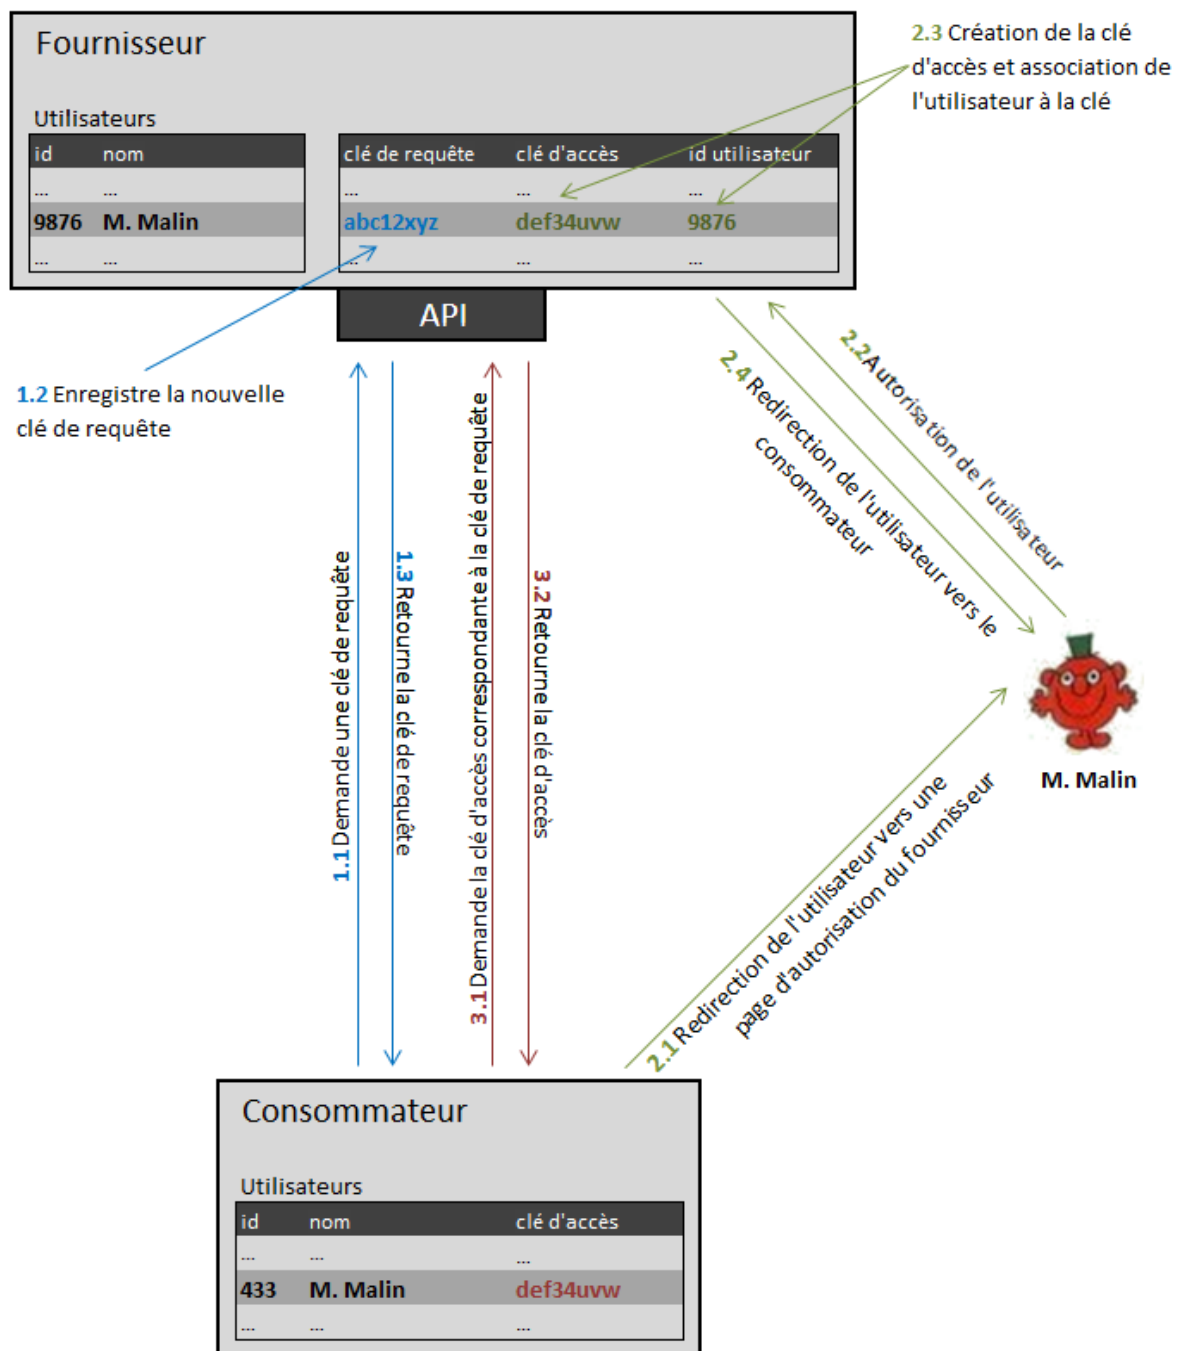 Fournisseur
2.3 Création de la clé
d'accès et association de
l'utilisateur à la clé
Utilisateurs
id nom
... ...
9876 M. Malin
... ...
clé de requête clé d'accès id utilisateur
... ... ...
abc12xyz def34uvw 9876
... ... ...
API
1.2 Enregistre la nouvelle
clé de requête
1.1 Demande une clé de requête
1.3 Retourne la clé de requête
3.1 Demande la clé d'accès correspondante à la clé de requête
3.2 Retourne la clé d'accès
2.4 Redirection de l'utilisateur vers le
consommateur
2.2 Autorisation de l'utilisateur
M. Malin
2.1 Redirection de l'utilisateur vers une
page d'autorisation du fournisseur
Consommateur
Utilisateurs
id nom clé d'accès
... ... ...
433 M. Malin def34uvw
... ... ...